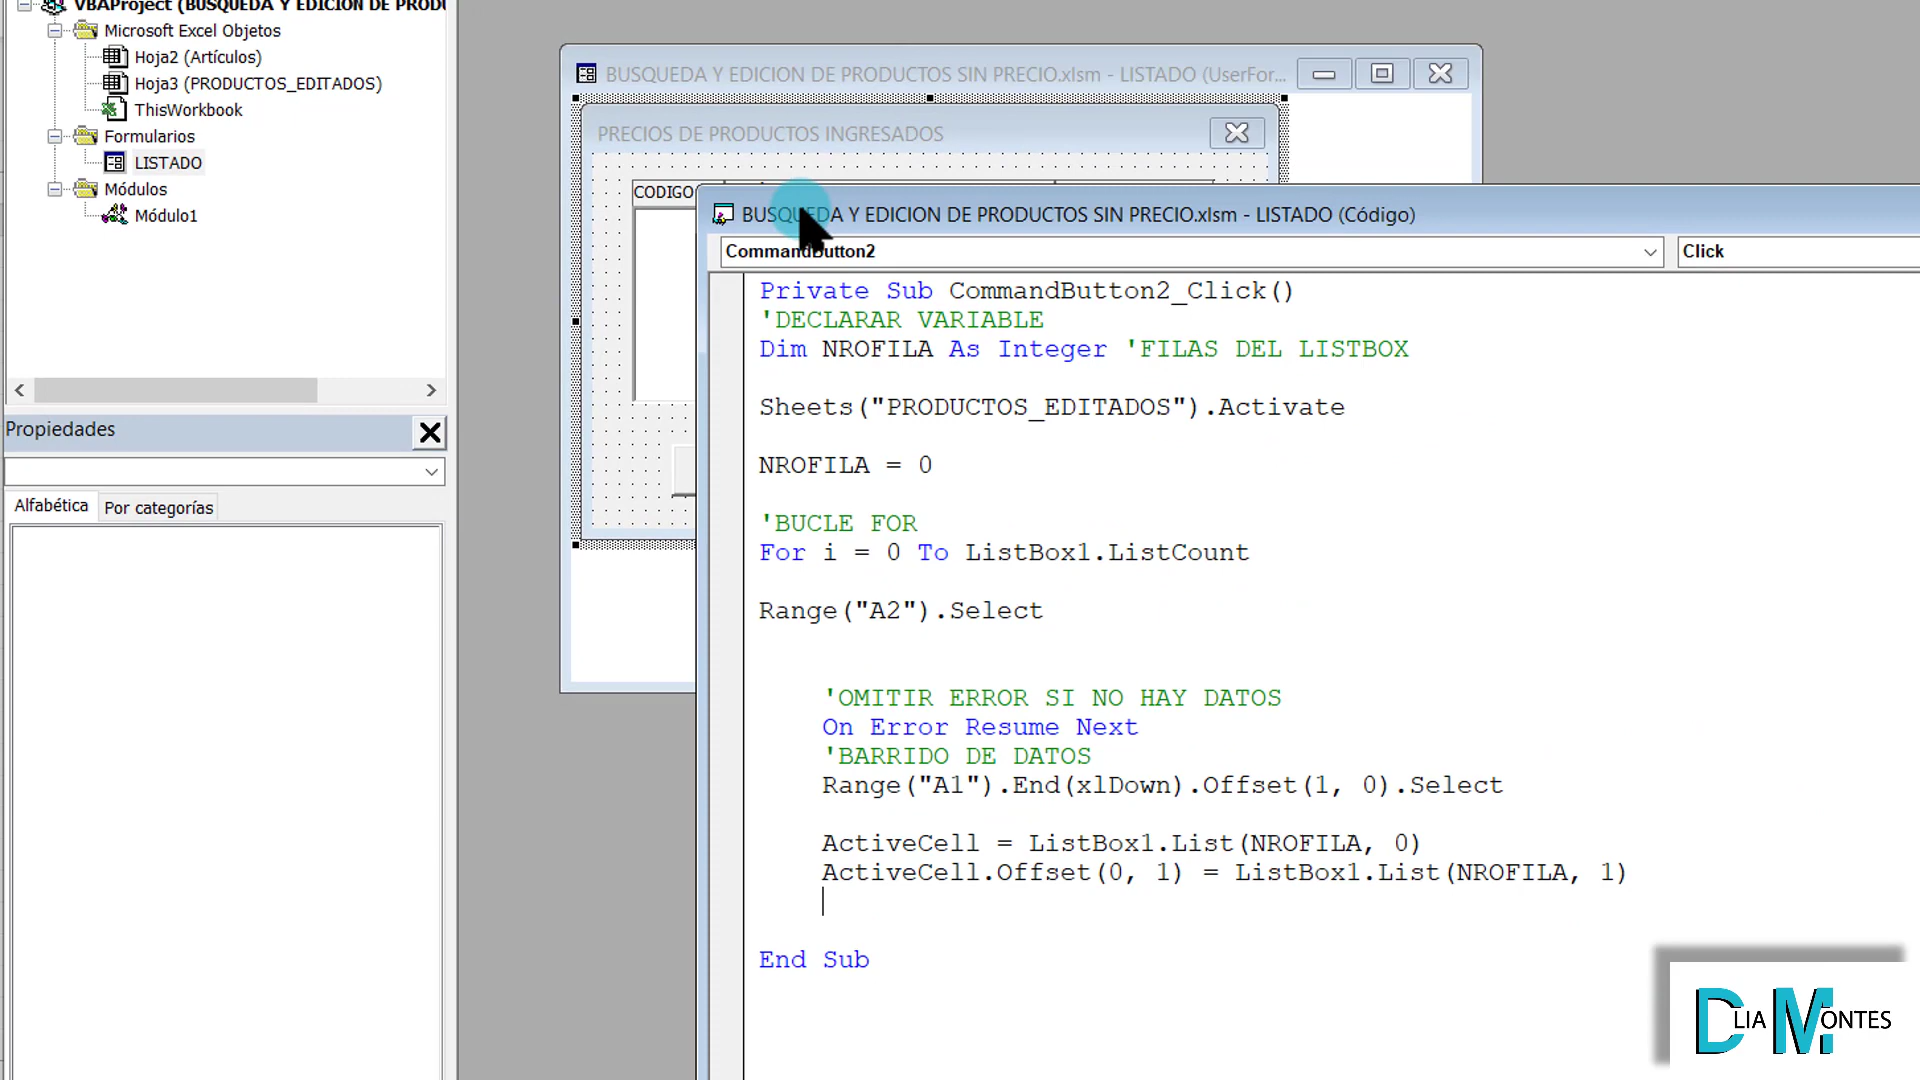 VBAProject (BUSQUEDA Y EDICION DE PRODU
Microsoft Excel Objetos
Hoja2 (Artículos)
Hoja3 (PRODUCTOS_EDITADOS)
ThisWorkbook
Formularios
LISTADO
Módulos
Módulo1
Propiedades
Alfabética
Por categorías
BUSQUEDA Y EDICION DE PRODUCTOS SIN PRECIO.xlsm - LISTADO (UserFor...
PRECIOS DE PRODUCTOS INGRESADOS
CODIGO
BUSQUEDA Y EDICION DE PRODUCTOS SIN PRECIO.xlsm - LISTADO (Código)
CommandButton2
Click
Private Sub CommandButton2_Click()
'DECLARAR VARIABLE
Dim NROFILA As Integer 'FILAS DEL LISTBOX
Sheets("PRODUCTOS_EDITADOS").Activate
NROFILA = 0
'BUCLE FOR
For i = 0 To ListBox1.ListCount
Range("A2").Select
'OMITIR ERROR SI NO HAY DATOS
On Error Resume Next
'BARRIDO DE DATOS
Range("A1").End(xlDown).Offset(1, 0).Select
ActiveCell = ListBox1.List(NROFILA, 0)
ActiveCell.Offset(0, 1) = ListBox1.List(NROFILA, 1)
End Sub
DLIA MONTES